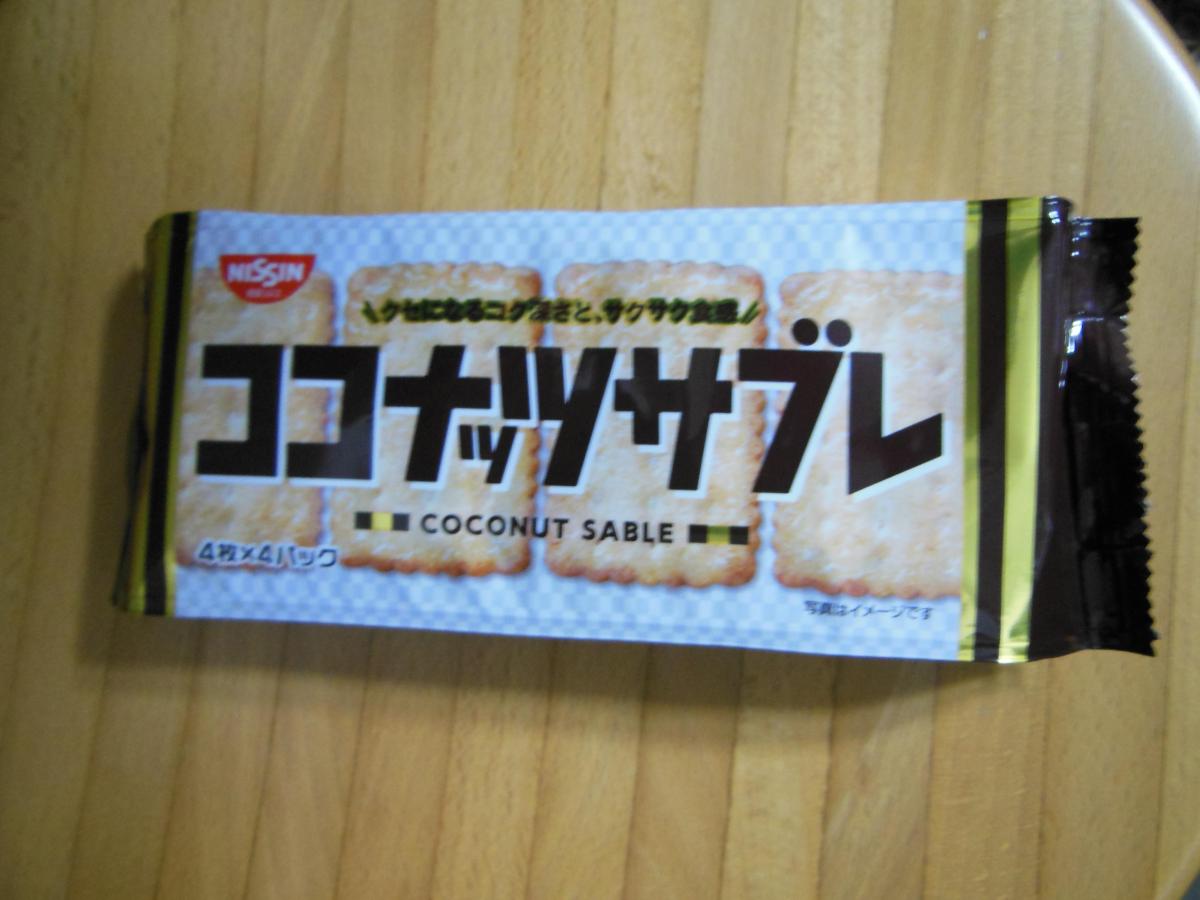 NISSIN
\クセになるコク深さと、サクサク食感/
ココナッツサブレ
COCONUT SABLE
4枚×4パック
写真はイメージです